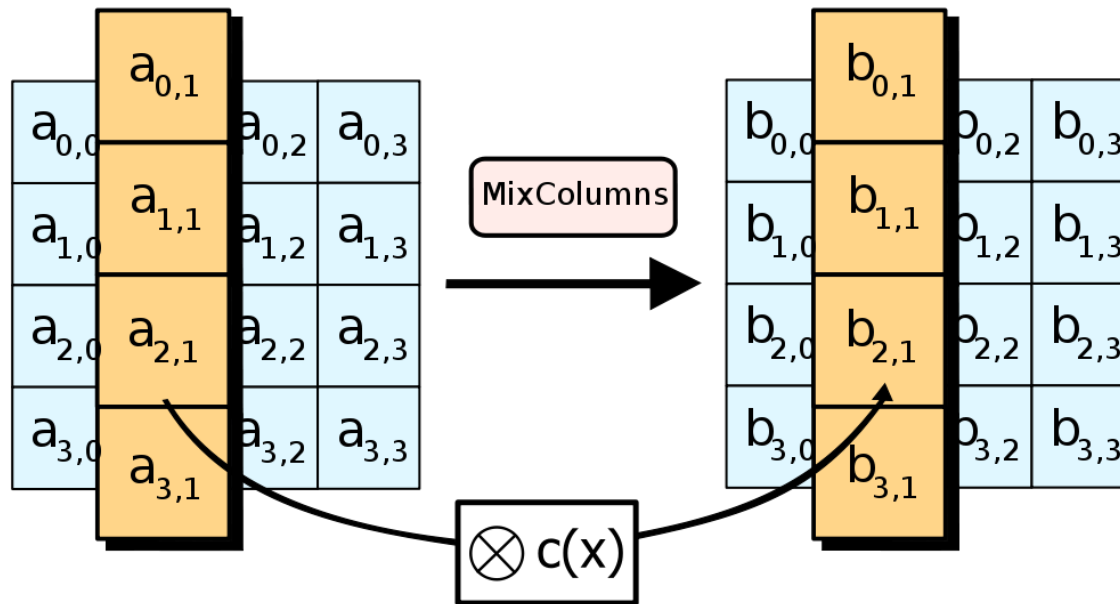 a0,1
a0,0 a0,2 a0,3
a1,1
a1,0 a1,2 a1,3
a2,1
a2,0 a2,2 a2,3
a3,1
a3,0 a3,2 a3,3
MixColumns
b0,1
b0,0 b0,2 b0,3
b1,1
b1,0 b1,2 b1,3
b2,1
b2,0 b2,2 b2,3
b3,1
b3,0 b3,2 b3,3
⊗ c(x)